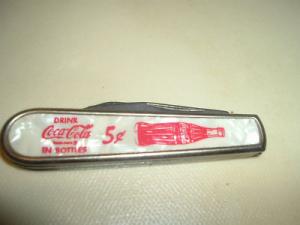 DRINK
Coca-Cola
5¢
IN BOTTLES